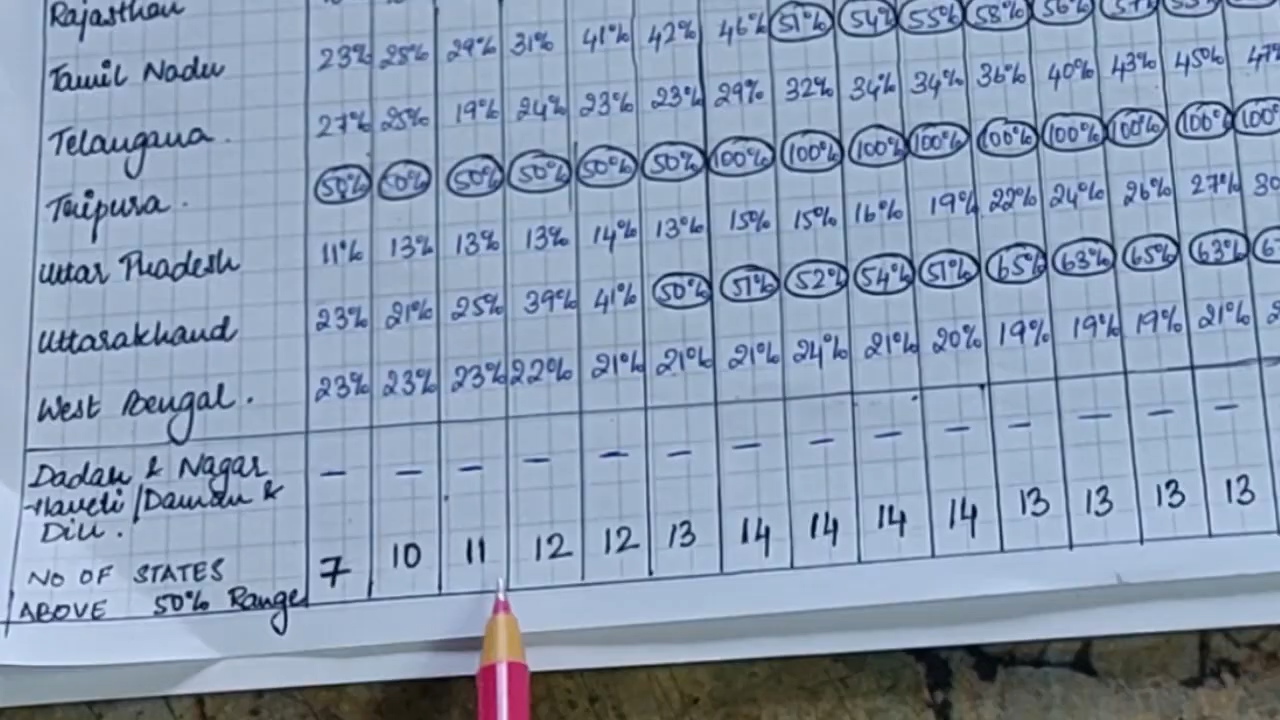 Rajasthan
Tamil Nadu 23% 25% 29% 31% 41% 42% 46% 51% 54% 55% 58% 56%
Telangana. 27% 25% 19% 24% 23% 23% 29% 32% 34% 34% 36% 40% 43% 45% 47%
Tripura. 50% 50% 50% 50% 50% 50% 100% 100% 100% 100% 100% 100% 100% 100% 100%
Uttar Pradesh 11% 13% 13% 13% 14% 13% 15% 15% 16% 19% 22% 24% 26% 27% 30
Uttarakhand 23% 21% 25% 39% 41% 50% 51% 52% 54% 51% 65% 63% 65% 63%
West Bengal. 23% 23% 23% 22% 21% 21% 21% 24% 21% 20% 19% 19% 19% 21%
Dadau & Nagar — — — — — — — — — — — — — —
Haveli / Daman &
Diu.
NO OF STATES 7 10 11 12 12 13 14 14 14 14 13 13 13 13
ABOVE 50% Range